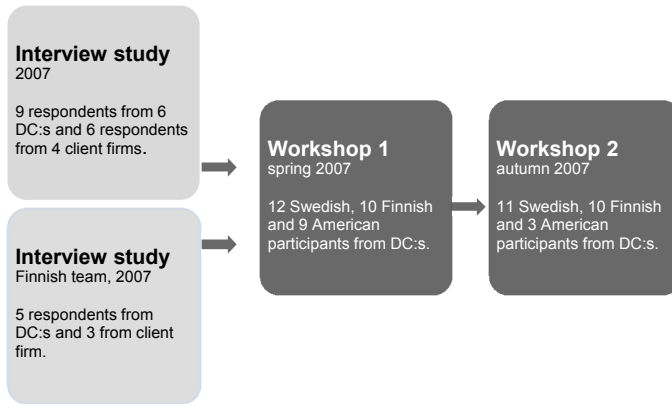 Interview study
2007
9 respondents from 6
DC:s and 6 respondents
from 4 client firms.
Interview study
Finnish team, 2007
5 respondents from
DC:s and 3 from client
firm.
Workshop 1
spring 2007
12 Swedish, 10 Finnish
and 9 American
participants from DC:s.
Workshop 2
autumn 2007
11 Swedish, 10 Finnish
and 3 American
participants from DC:s.